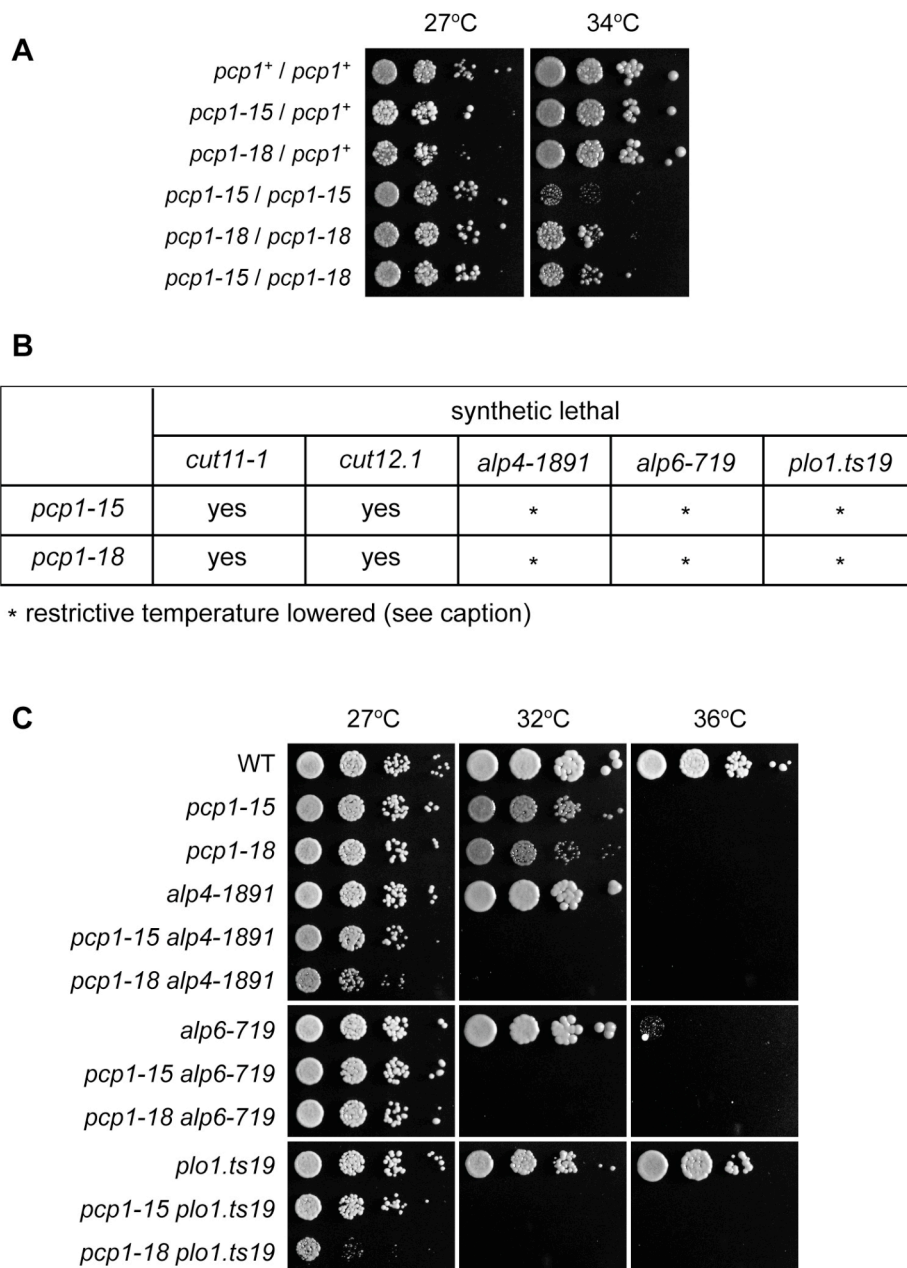 A
27°C 34°C
pcp1+ / pcp1+
pcp1-15 / pcp1+
pcp1-18 / pcp1+
pcp1-15 / pcp1-15
pcp1-18 / pcp1-18
pcp1-15 / pcp1-18
B
synthetic lethal
cut11-1 cut12.1 alp4-1891 alp6-719 plo1.ts19
pcp1-15 yes yes * * *
pcp1-18 yes yes * * *
* restrictive temperature lowered (see caption)
C
27°C 32°C 36°C
WT
pcp1-15
pcp1-18
alp4-1891
pcp1-15 alp4-1891
pcp1-18 alp4-1891
alp6-719
pcp1-15 alp6-719
pcp1-18 alp6-719
plo1.ts19
pcp1-15 plo1.ts19
pcp1-18 plo1.ts19